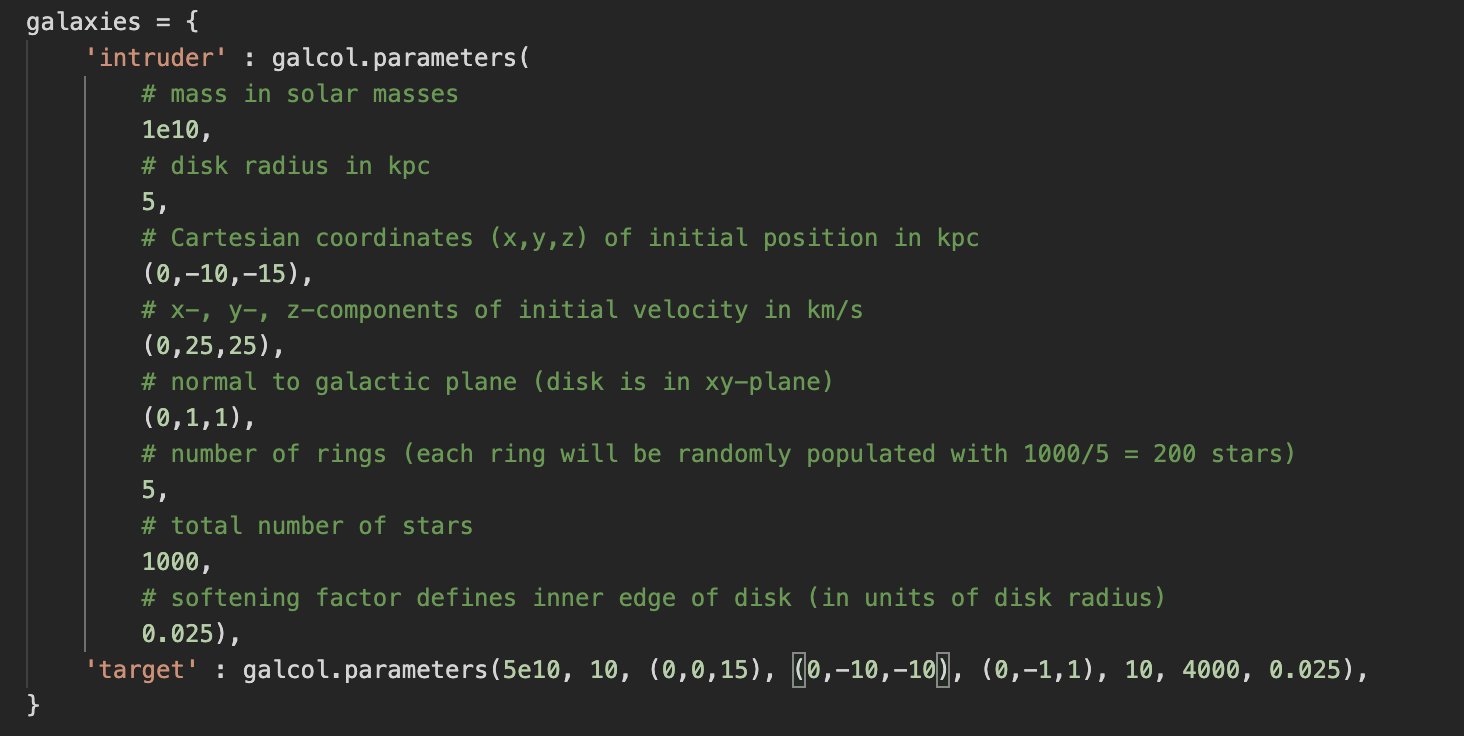 galaxies = {
'intruder' : galcol.parameters(
# mass in solar masses
1e10,
# disk radius in kpc
5,
# Cartesian coordinates (x,y,z) of initial position in kpc
(0,-10,-15),
# x-, y-, z-components of initial velocity in km/s
(0,25,25),
# normal to galactic plane (disk is in xy-plane)
(0,1,1),
# number of rings (each ring will be randomly populated with 1000/5 = 200 stars)
5,
# total number of stars
1000,
# softening factor defines inner edge of disk (in units of disk radius)
0.025),
'target' : galcol.parameters(5e10, 10, (0,0,15), (0,-10,-10), (0,-1,1), 10, 4000, 0.025),
}